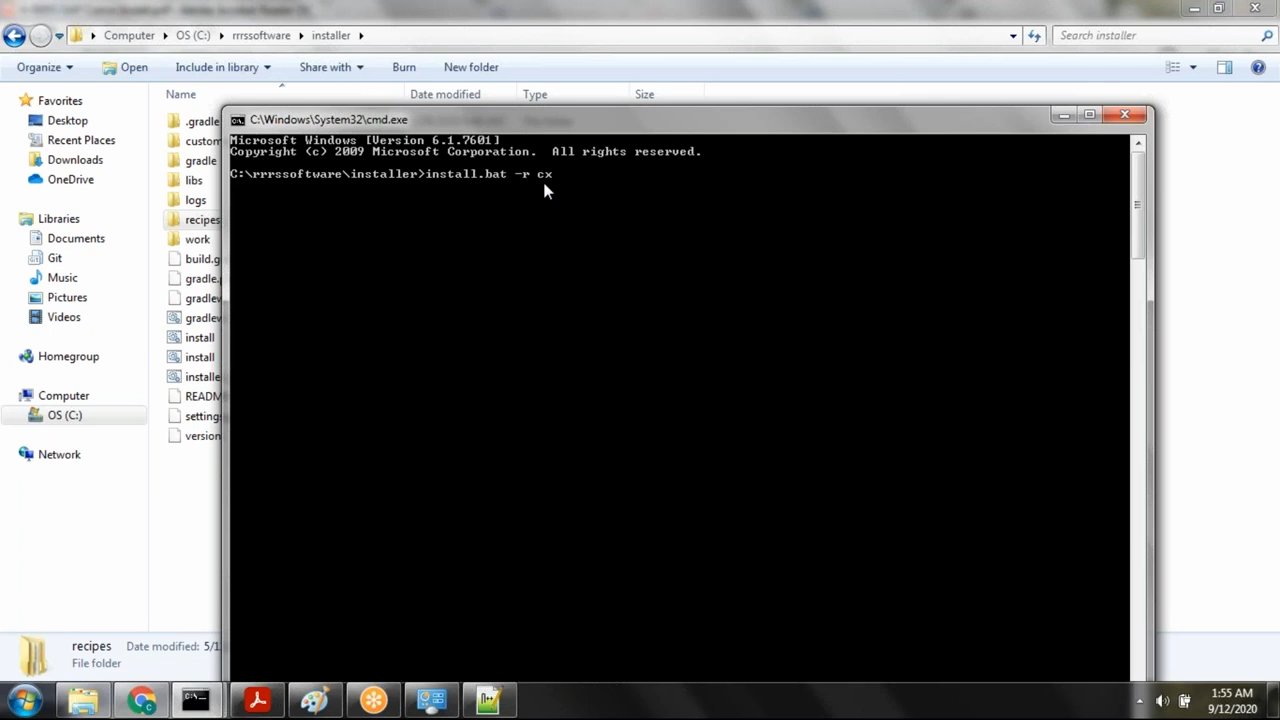 Computer
OS (C:)
rrrssoftware
installer
Search installer
Organize
Open
Include in library
Share with
Burn
New folder
Name
Date modified
Type
Size
Favorites
Desktop
Recent Places
Downloads
OneDrive
Libraries
Documents
Git
Music
Pictures
Videos
Homegroup
Computer
OS (C:)
Network
.gradle
custom
gradle
libs
logs
recipes
work
build.g
gradle.p
gradlew
gradlew
install
install
installe
READM
settings
version
C:\Windows\System32\cmd.exe
Microsoft Windows [Version 6.1.7601]
Copyright (c) 2009 Microsoft Corporation. All rights reserved.
C:\rrrssoftware\installer>install.bat -r cx
recipes
Date modified: 5/1
File folder
1:55 AM
9/12/2020